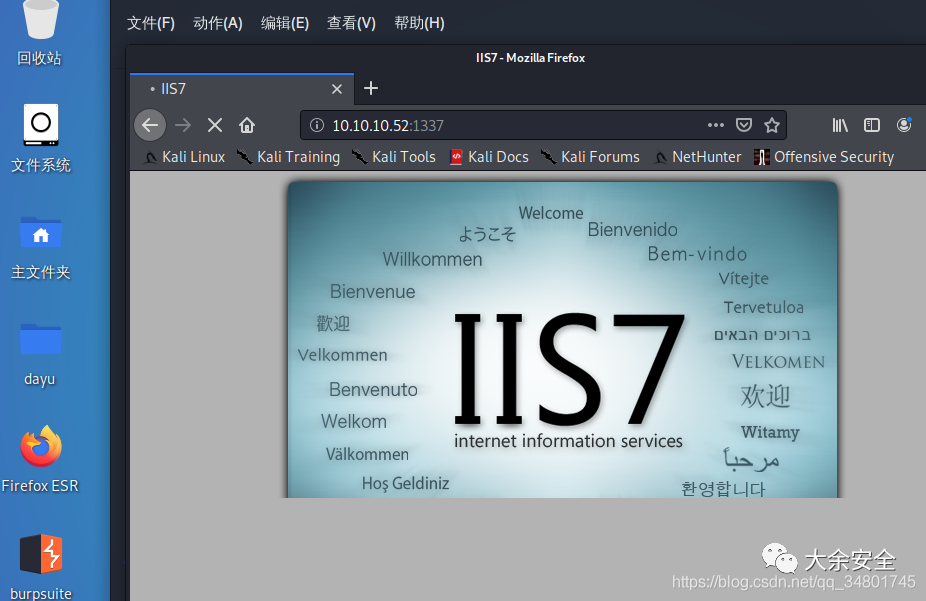 回收站
文件系统
主文件夹
dayu
Firefox ESR
burpsuite
文件(F) 动作(A) 编辑(E) 查看(V) 帮助(H)
IIS7 - Mozilla Firefox
IIS7
10.10.10.52:1337
Kali Linux Kali Training Kali Tools Kali Docs Kali Forums NetHunter Offensive Security
Welcome
ようこそ
Bienvenido
Willkommen
Bem-vindo
Bienvenue
Vítejte
歡迎
Tervetuloa
ברוכים הבאים
Velkommen
VELKOMEN
Benvenuto
欢迎
Welkom
Witamy
Välkommen
مرحباً
Hoş Geldiniz
환영합니다
IIS7
internet information services
大余安全
https://blog.csdn.net/qq_34801745